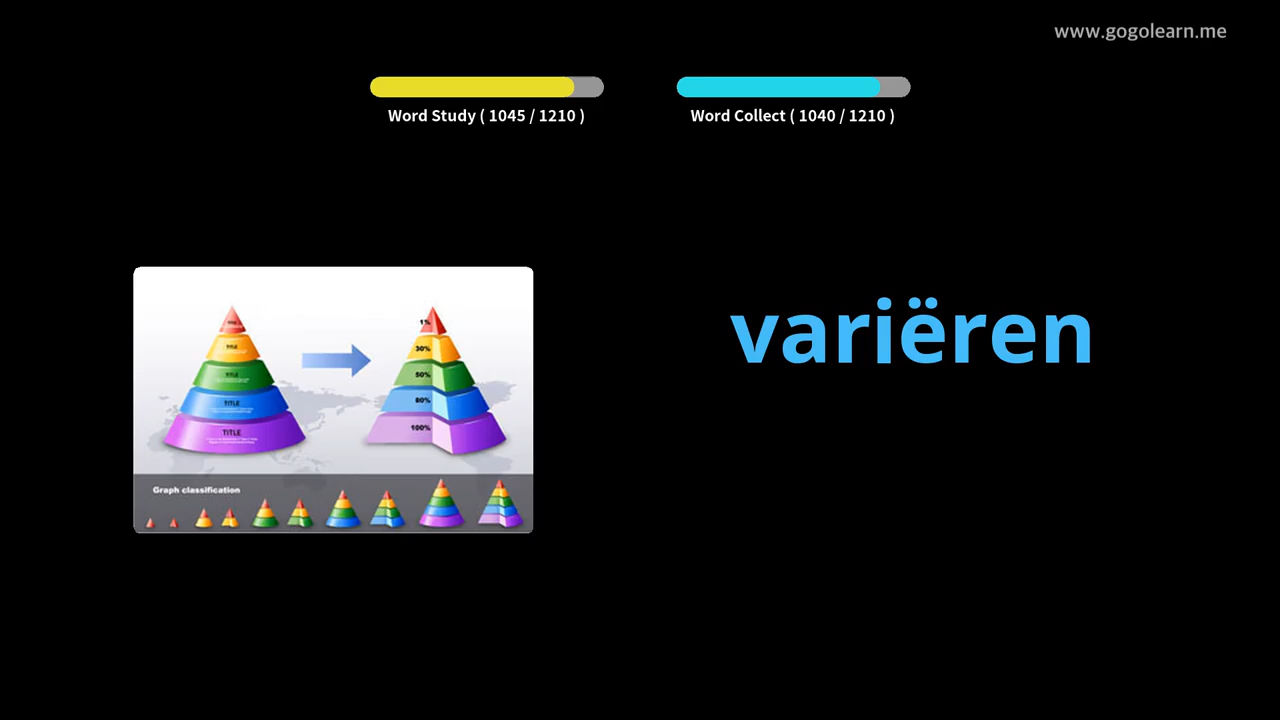 www.gogolearn.me
Word Study ( 1045 / 1210 )
Word Collect ( 1040 / 1210 )
variëren
TITLE
TITLE
TITLE
TITLE
1%
30%
50%
80%
100%
Graph classification